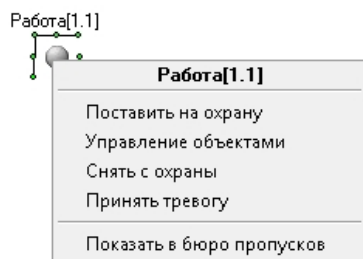 Работа[1.1]
Работа[1.1]
Поставить на охрану
Управление объектами
Снять с охраны
Принять тревогу
Показать в бюро пропусков